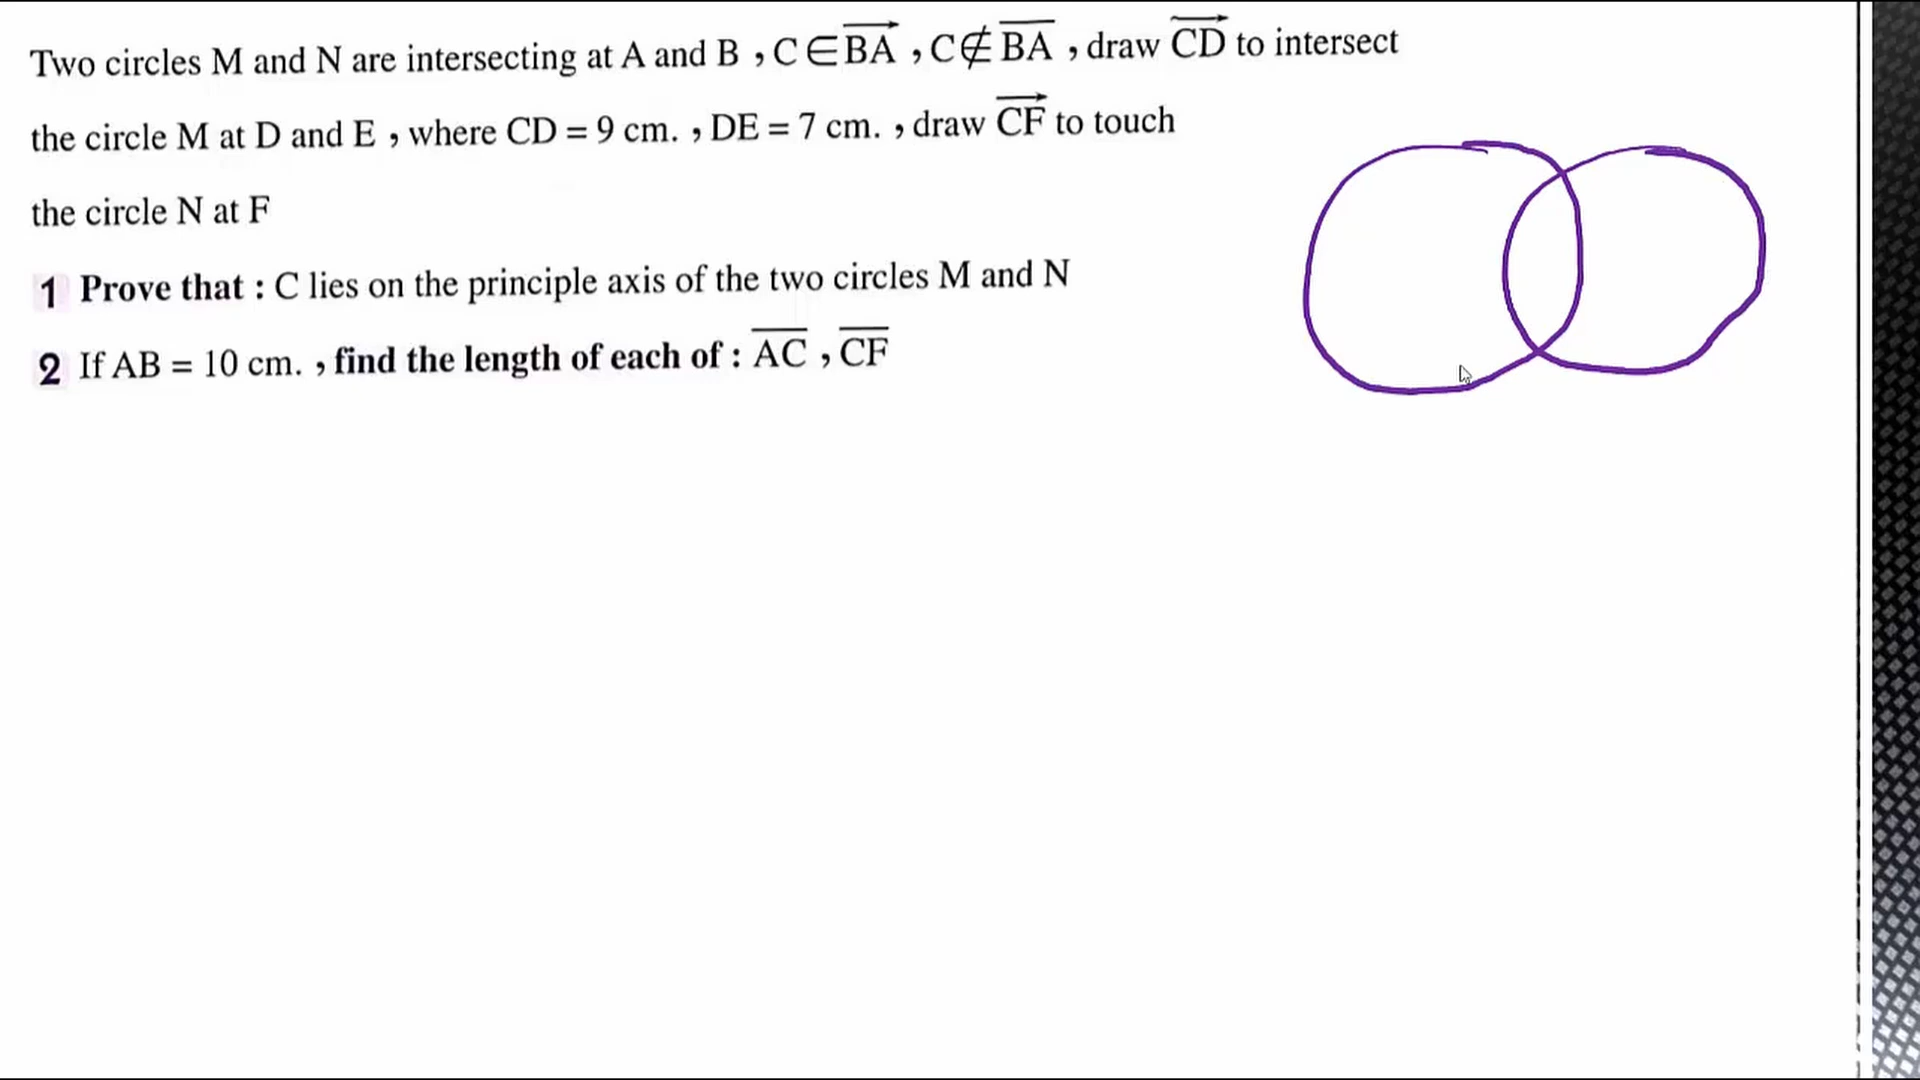 Two circles M and N are intersecting at A and B , C ∈ BA , C ∉ BA , draw CD to intersect
the circle M at D and E , where CD = 9 cm. , DE = 7 cm. , draw CF to touch
the circle N at F
1 Prove that : C lies on the principle axis of the two circles M and N
2 If AB = 10 cm. , find the length of each of : AC , CF